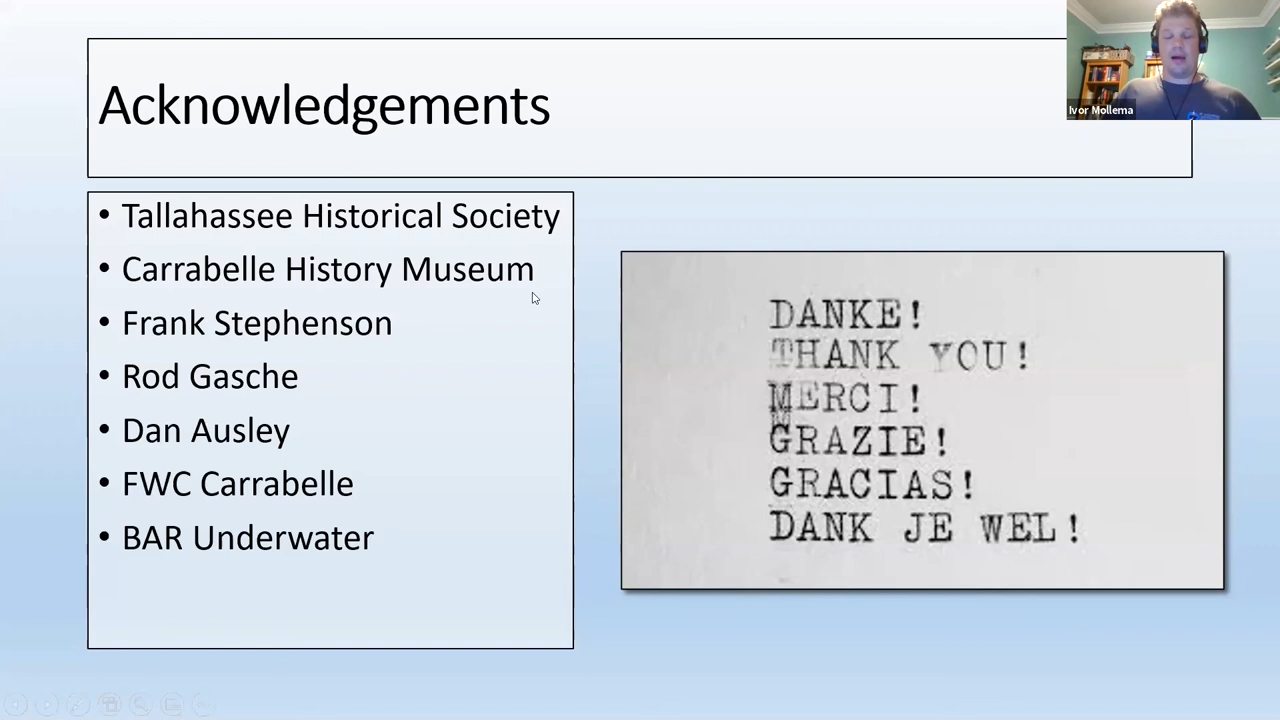 Acknowledgements
Ivor Mollema
• Tallahassee Historical Society
• Carrabelle History Museum
• Frank Stephenson
• Rod Gasche
• Dan Ausley
• FWC Carrabelle
• BAR Underwater
DANKE!
THANK YOU!
MERCI!
GRAZIE!
GRACIAS!
DANK JE WEL!